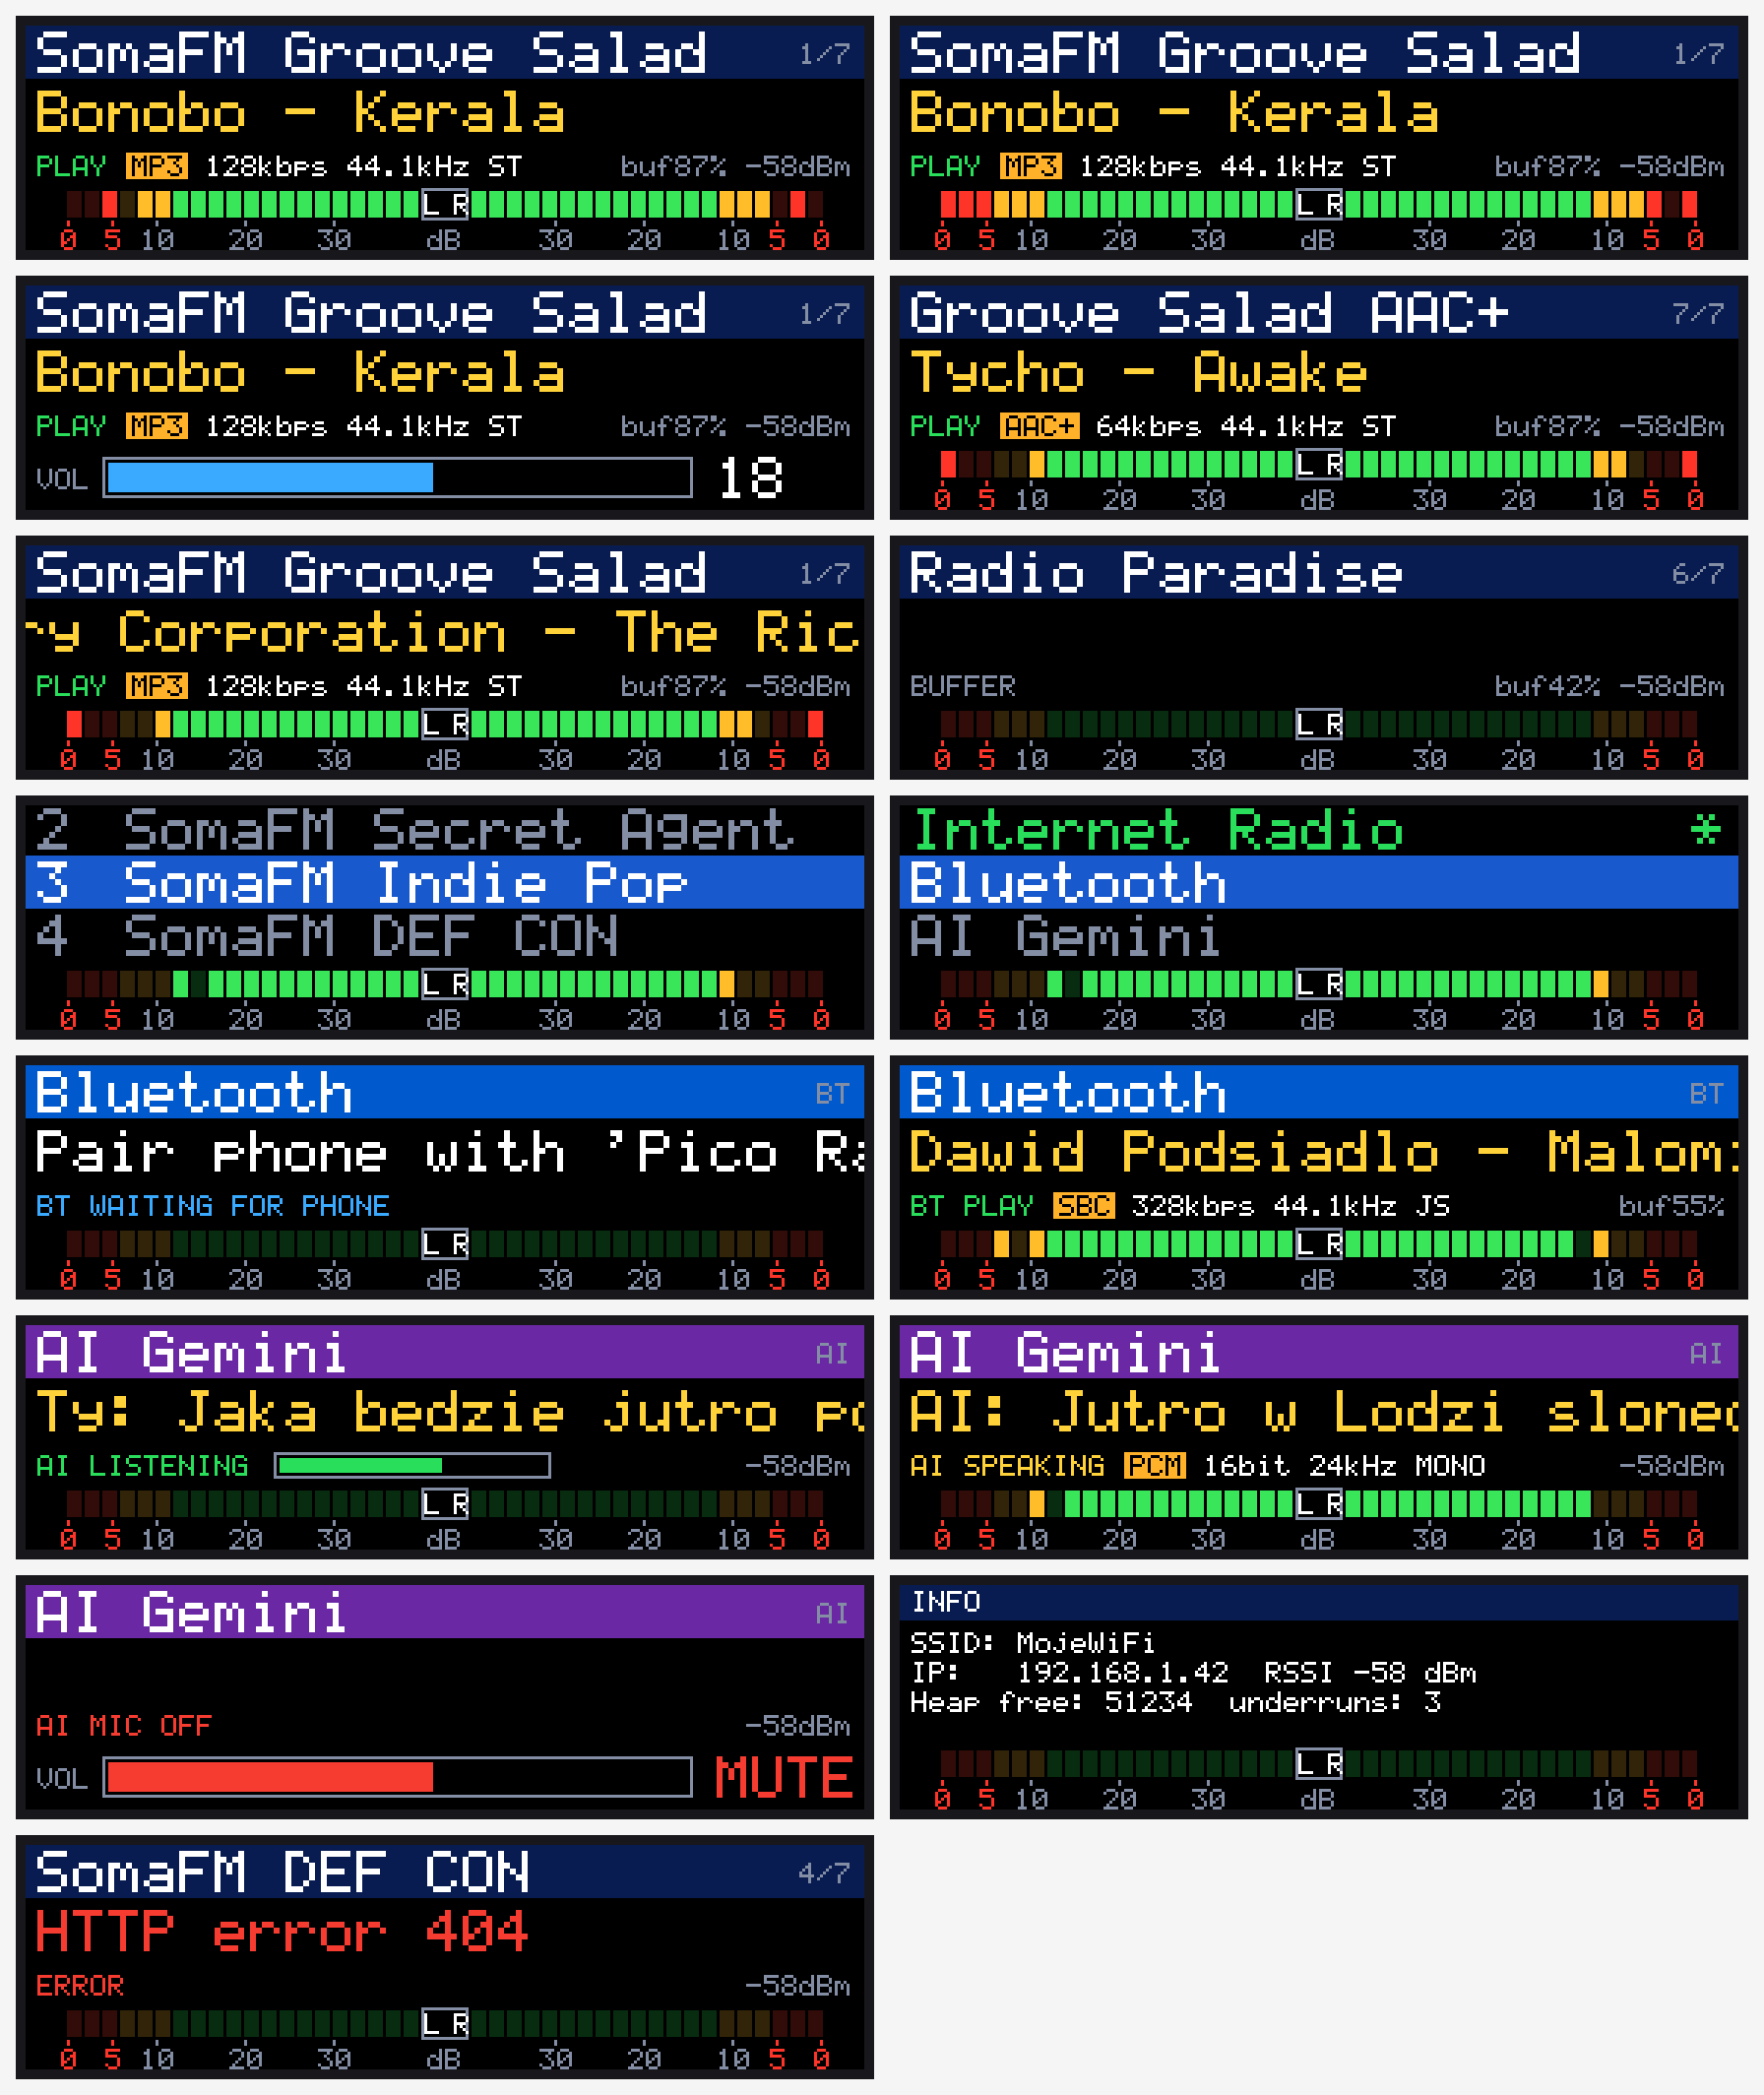 SomaFM Groove Salad 1/7
Bonobo - Kerala
PLAY MP3 128kbps 44.1kHz ST buf87% -58dBm
L R
0 5 10 20 30 dB 30 20 10 5 0
SomaFM Groove Salad 1/7
Bonobo - Kerala
PLAY MP3 128kbps 44.1kHz ST buf87% -58dBm
L R
0 5 10 20 30 dB 30 20 10 5 0
SomaFM Groove Salad 1/7
Bonobo - Kerala
PLAY MP3 128kbps 44.1kHz ST buf87% -58dBm
VOL 18
Groove Salad AAC+ 7/7
Tycho - Awake
PLAY AAC+ 64kbps 44.1kHz ST buf87% -58dBm
L R
0 5 10 20 30 dB 30 20 10 5 0
SomaFM Groove Salad 1/7
ry Corporation - The Ric
PLAY MP3 128kbps 44.1kHz ST buf87% -58dBm
L R
0 5 10 20 30 dB 30 20 10 5 0
Radio Paradise 6/7
BUFFER buf42% -58dBm
L R
0 5 10 20 30 dB 30 20 10 5 0
2 SomaFM Secret Agent
3 SomaFM Indie Pop
4 SomaFM DEF CON
L R
0 5 10 20 30 dB 30 20 10 5 0
Internet Radio *
Bluetooth
AI Gemini
L R
0 5 10 20 30 dB 30 20 10 5 0
Bluetooth BT
Pair phone with 'Pico Ra
BT WAITING FOR PHONE
L R
0 5 10 20 30 dB 30 20 10 5 0
Bluetooth BT
Dawid Podsiadlo - Malomi
BT PLAY SBC 328kbps 44.1kHz JS buf55%
L R
0 5 10 20 30 dB 30 20 10 5 0
AI Gemini AI
Ty: Jaka bedzie jutro po
AI LISTENING -58dBm
L R
0 5 10 20 30 dB 30 20 10 5 0
AI Gemini AI
AI: Jutro w Lodzi slonec
AI SPEAKING PCM 16bit 24kHz MONO -58dBm
L R
0 5 10 20 30 dB 30 20 10 5 0
AI Gemini AI
AI MIC OFF -58dBm
VOL MUTE
INFO
SSID: MojeWiFi
IP: 192.168.1.42 RSSI -58 dBm
Heap free: 51234 underruns: 3
L R
0 5 10 20 30 dB 30 20 10 5 0
SomaFM DEF CON 4/7
HTTP error 404
ERROR -58dBm
L R
0 5 10 20 30 dB 30 20 10 5 0